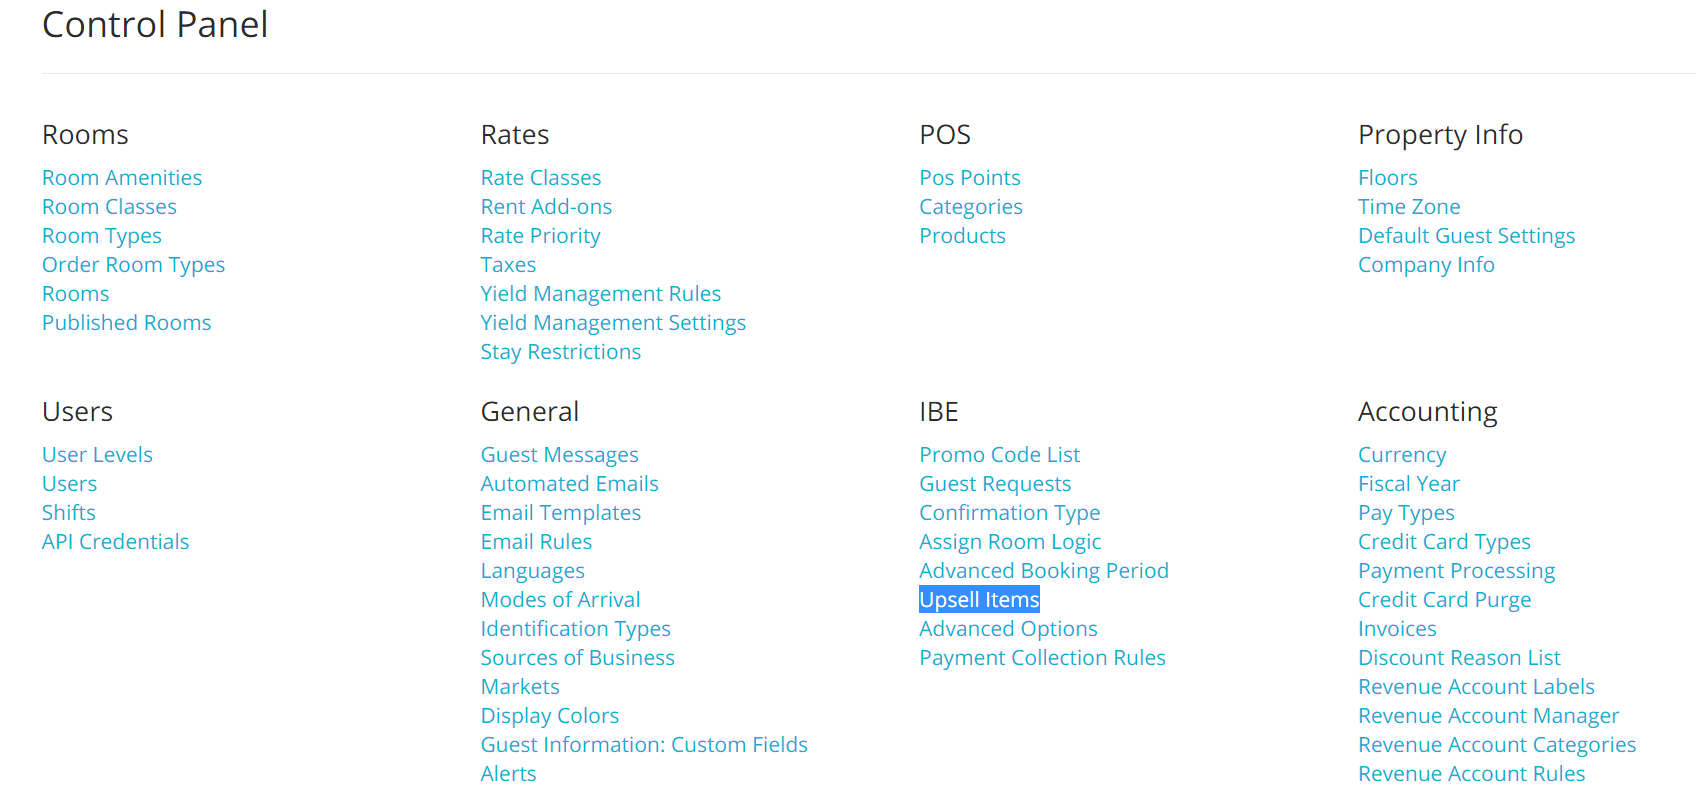 Control Panel
Rooms
Room Amenities
Room Classes
Room Types
Order Room Types
Rooms
Published Rooms
Rates
Rate Classes
Rent Add-ons
Rate Priority
Taxes
Yield Management Rules
Yield Management Settings
Stay Restrictions
POS
Pos Points
Categories
Products
Property Info
Floors
Time Zone
Default Guest Settings
Company Info
Users
User Levels
Users
Shifts
API Credentials
General
Guest Messages
Automated Emails
Email Templates
Email Rules
Languages
Modes of Arrival
Identification Types
Sources of Business
Markets
Display Colors
Guest Information: Custom Fields
Alerts
IBE
Promo Code List
Guest Requests
Confirmation Type
Assign Room Logic
Advanced Booking Period
Upsell Items
Advanced Options
Payment Collection Rules
Accounting
Currency
Fiscal Year
Pay Types
Credit Card Types
Payment Processing
Credit Card Purge
Invoices
Discount Reason List
Revenue Account Labels
Revenue Account Manager
Revenue Account Categories
Revenue Account Rules